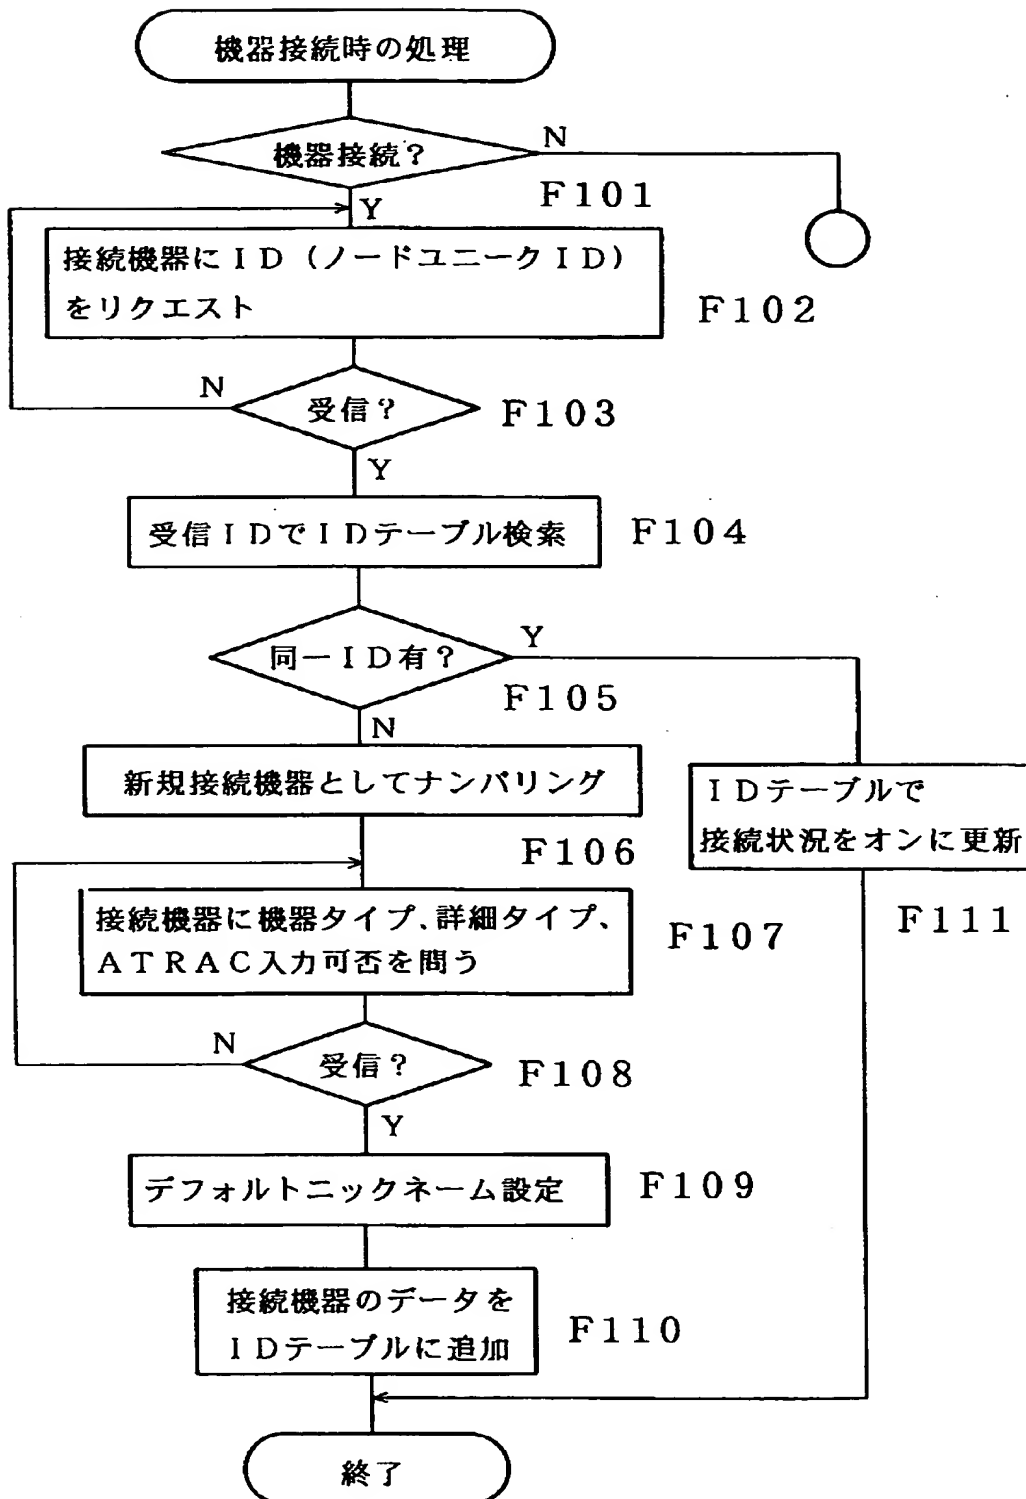 機器接続時の処理
機器接続？
N
F101
Y
接続機器にＩＤ（ノードユニークＩＤ）
をリクエスト
F102
N
受信？
F103
Y
受信ＩＤでＩＤテーブル検索
F104
同一ＩＤ有？
Y
F105
N
新規接続機器としてナンバリング
F106
ＩＤテーブルで
接続状況をオンに更新
F111
接続機器に機器タイプ、詳細タイプ、
ＡＴＲＡＣ入力可否を問う
F107
N
受信？
F108
Y
デフォルトニックネーム設定
F109
接続機器のデータを
ＩＤテーブルに追加
F110
終了